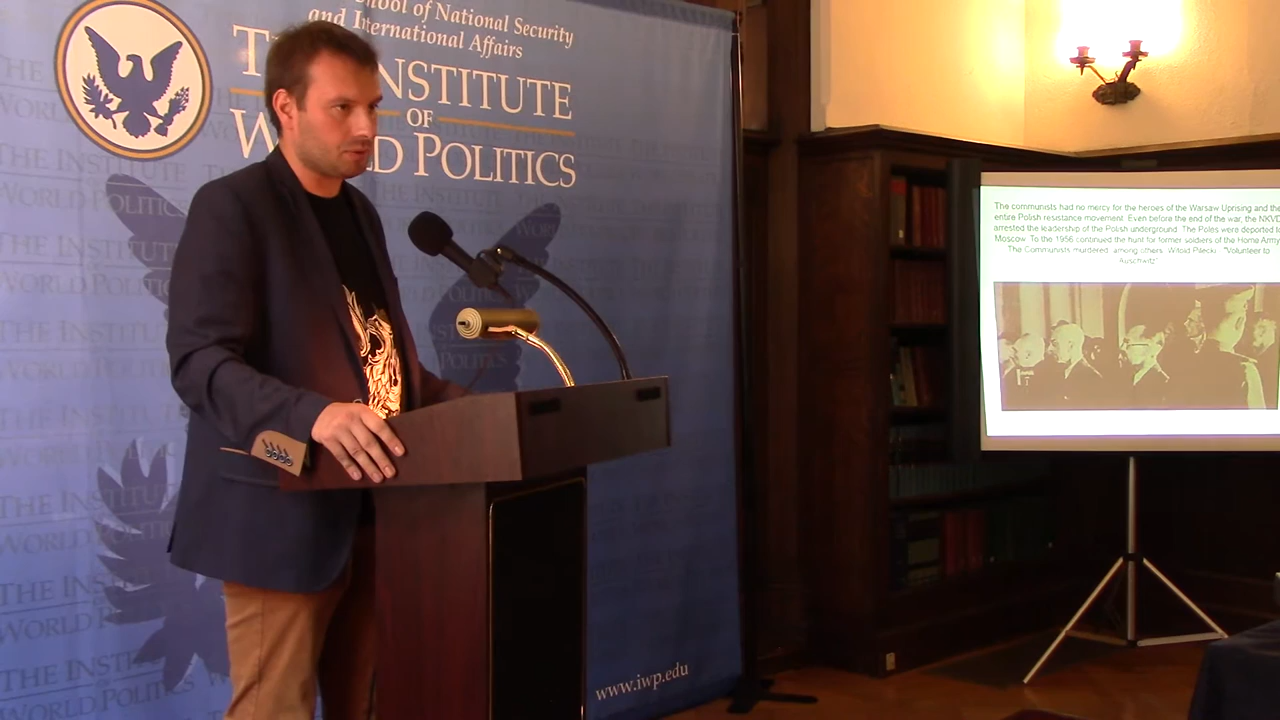 School of National Security
and International Affairs
THE INSTITUTE
OF
WORLD POLITICS
www.iwp.edu
The communists had no mercy for the heroes of the Warsaw Uprising and the
entire Polish resistance movement. Even before the end of the war, the NKVD
arrested the leadership of the Polish underground. The Poles were deported to
Moscow. To the 1956 continued the hunt for former soldiers of the Home Army.
The Communists murdered, among others, Witold Pilecki - "Volunteer to
Auschwitz"